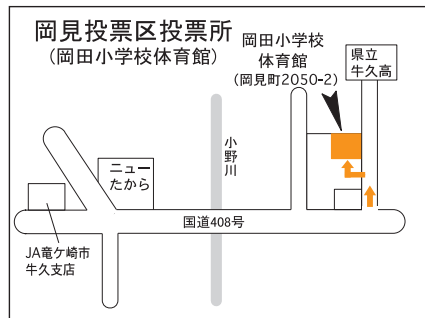 岡見投票区投票所
(岡田小学校体育館)
岡田小学校
体育館
(岡見町2050-2)
県立
牛久高
小野川
ニュー
たから
国道408号
JA竜ケ崎市
牛久支店